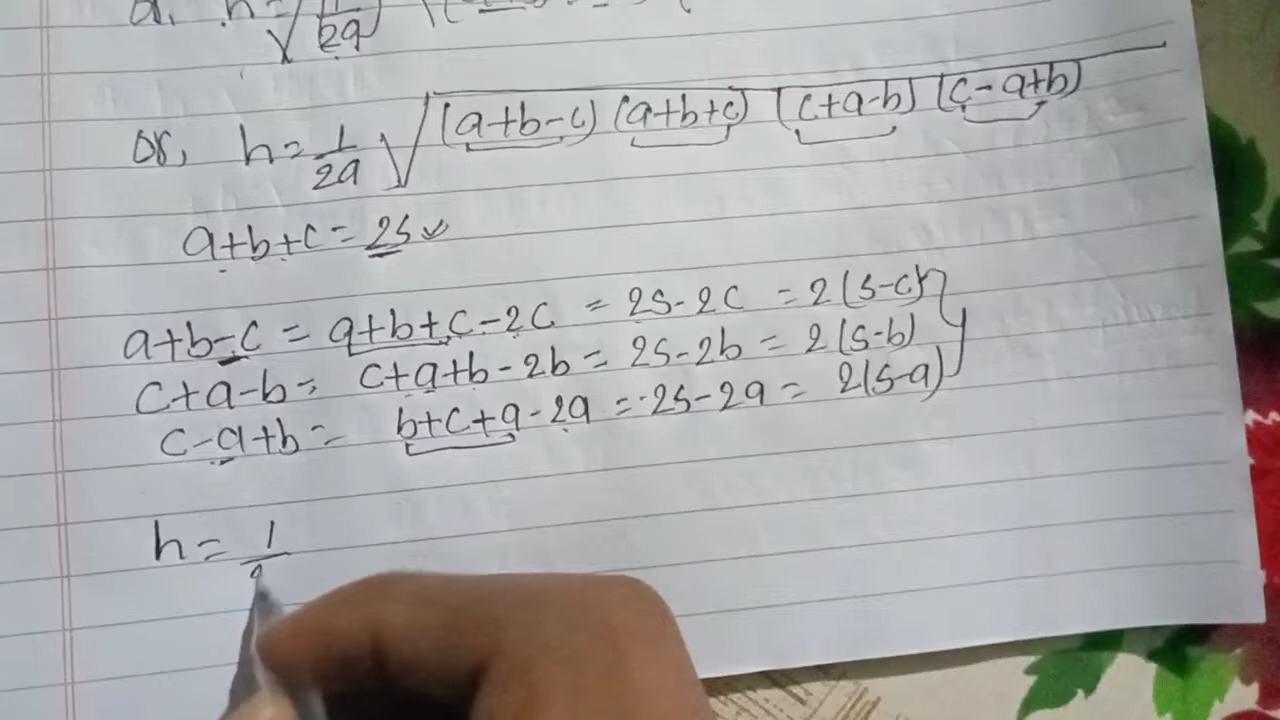 h = 1/2a √(a+b-c) (a+b+c) (c+a-b) (c-a+b)
or,
a+b+c = 2s
a+b-c = a+b+c-2c = 2s-2c = 2(s-c)
c+a-b = c+a+b-2b = 2s-2b = 2(s-b)
c-a+b = b+c+a-2a = 2s-2a = 2(s-a)
h = 1